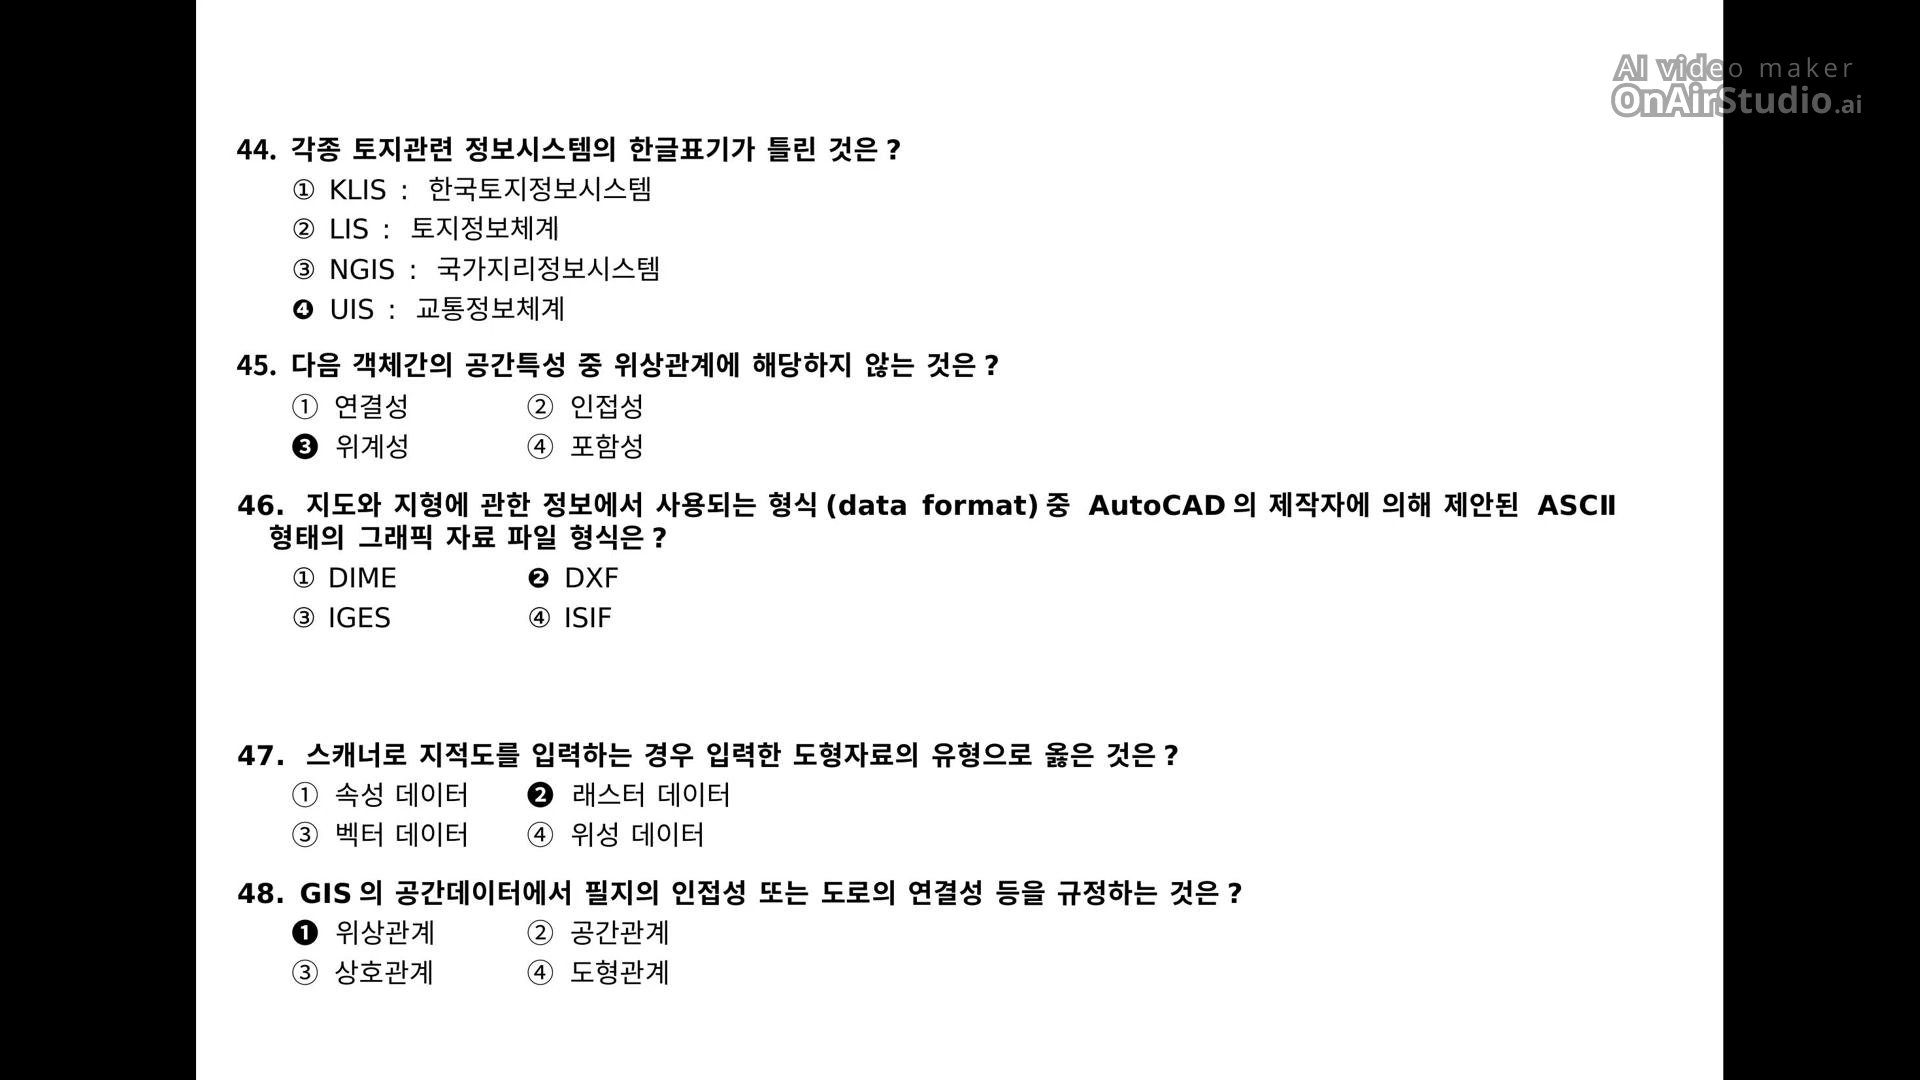 AI video maker
OnAirStudio.ai
44. 각종 토지관련 정보시스템의 한글표기가 틀린 것은?
① KLIS : 한국토지정보시스템
② LIS : 토지정보체계
③ NGIS : 국가지리정보시스템
❹ UIS : 교통정보체계
45. 다음 객체간의 공간특성 중 위상관계에 해당하지 않는 것은?
① 연결성 ② 인접성
❸ 위계성 ④ 포함성
46. 지도와 지형에 관한 정보에서 사용되는 형식(data format)중 AutoCAD의 제작자에 의해 제안된 ASCⅡ
형태의 그래픽 자료 파일 형식은?
① DIME ❷ DXF
③ IGES ④ ISIF
47. 스캐너로 지적도를 입력하는 경우 입력한 도형자료의 유형으로 옳은 것은?
① 속성 데이터 ❷ 래스터 데이터
③ 벡터 데이터 ④ 위성 데이터
48. GIS의 공간데이터에서 필지의 인접성 또는 도로의 연결성 등을 규정하는 것은?
❶ 위상관계 ② 공간관계
③ 상호관계 ④ 도형관계